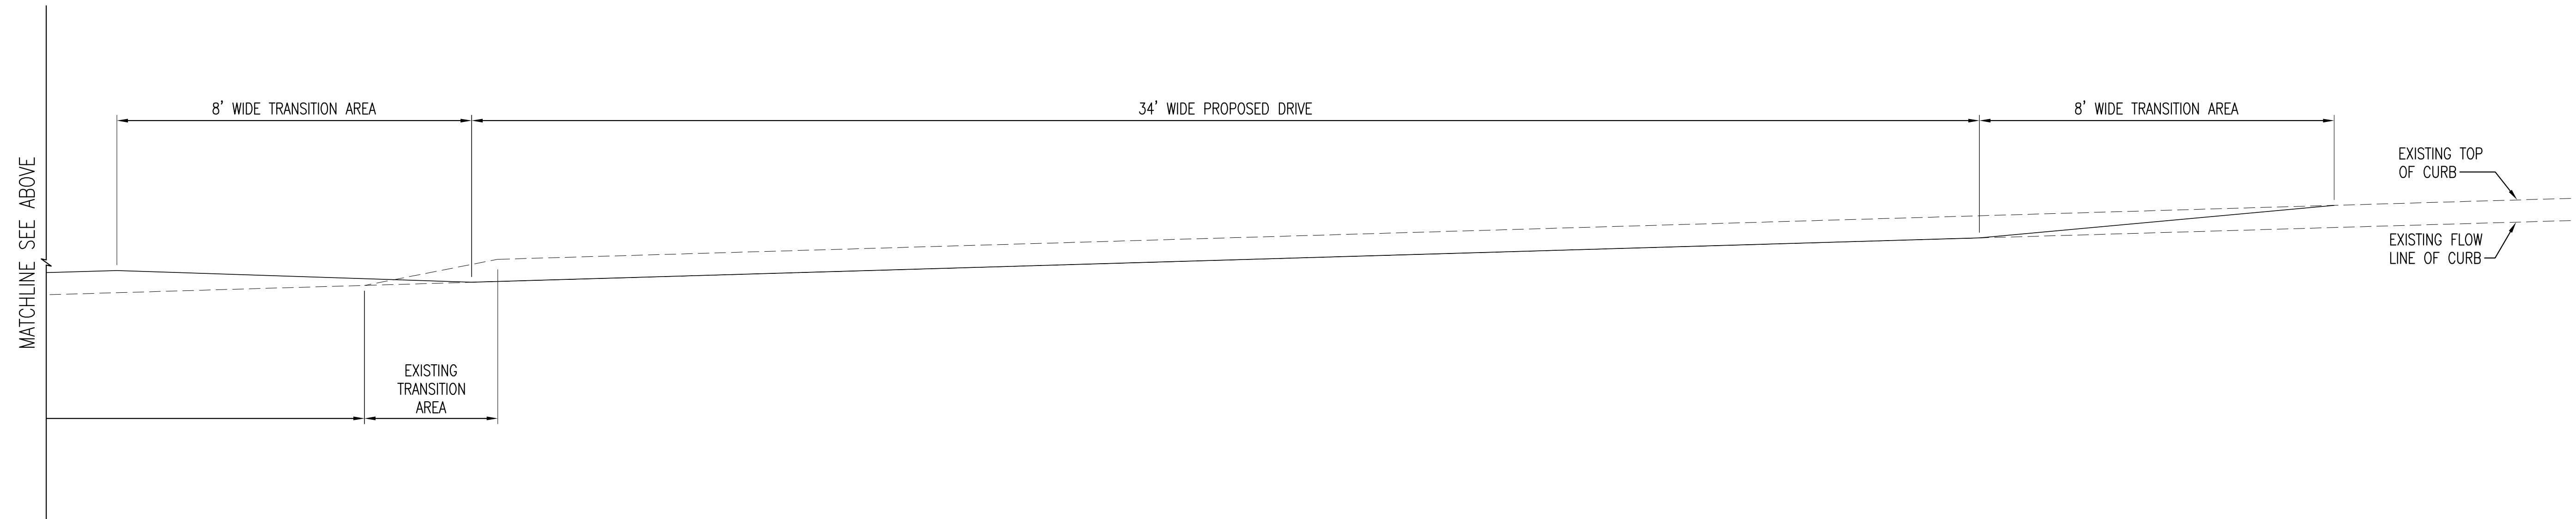 MATCHLINE SEE ABOVE
8' WIDE TRANSITION AREA
34' WIDE PROPOSED DRIVE
8' WIDE TRANSITION AREA
EXISTING TOP
OF CURB
EXISTING FLOW
LINE OF CURB
EXISTING
TRANSITION
AREA